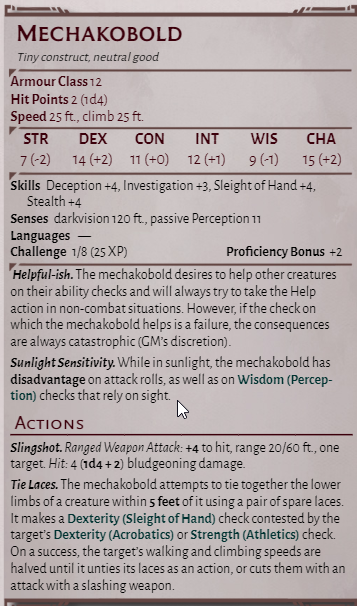 MECHAKOBOLD
Tiny construct, neutral good
Armour Class 12
Hit Points 2 (1d4)
Speed 25 ft., climb 25 ft.
STR DEX CON INT WIS CHA
7 (-2) 14 (+2) 11 (+0) 12 (+1) 9 (-1) 15 (+2)
Skills Deception +4, Investigation +3, Sleight of Hand +4,
Stealth +4
Senses darkvision 120 ft., passive Perception 11
Languages —
Challenge 1/8 (25 XP) Proficiency Bonus +2
Helpful-ish. The mechakobold desires to help other creatures
on their ability checks and will always try to take the Help
action in non-combat situations. However, if the check on
which the mechakobold helps is a failure, the consequences
are always catastrophic (GM's discretion).
Sunlight Sensitivity. While in sunlight, the mechakobold has
disadvantage on attack rolls, as well as on Wisdom (Percep-
tion) checks that rely on sight.
ACTIONS
Slingshot. Ranged Weapon Attack: +4 to hit, range 20/60 ft., one
target. Hit: 4 (1d4 + 2) bludgeoning damage.
Tie Laces. The mechakobold attempts to tie together the lower
limbs of a creature within 5 feet of it using a pair of spare laces.
It makes a Dexterity (Sleight of Hand) check contested by the
target's Dexterity (Acrobatics) or Strength (Athletics) check.
On a success, the target's walking and climbing speeds are
halved until it unties its laces as an action, or cuts them with an
attack with a slashing weapon.